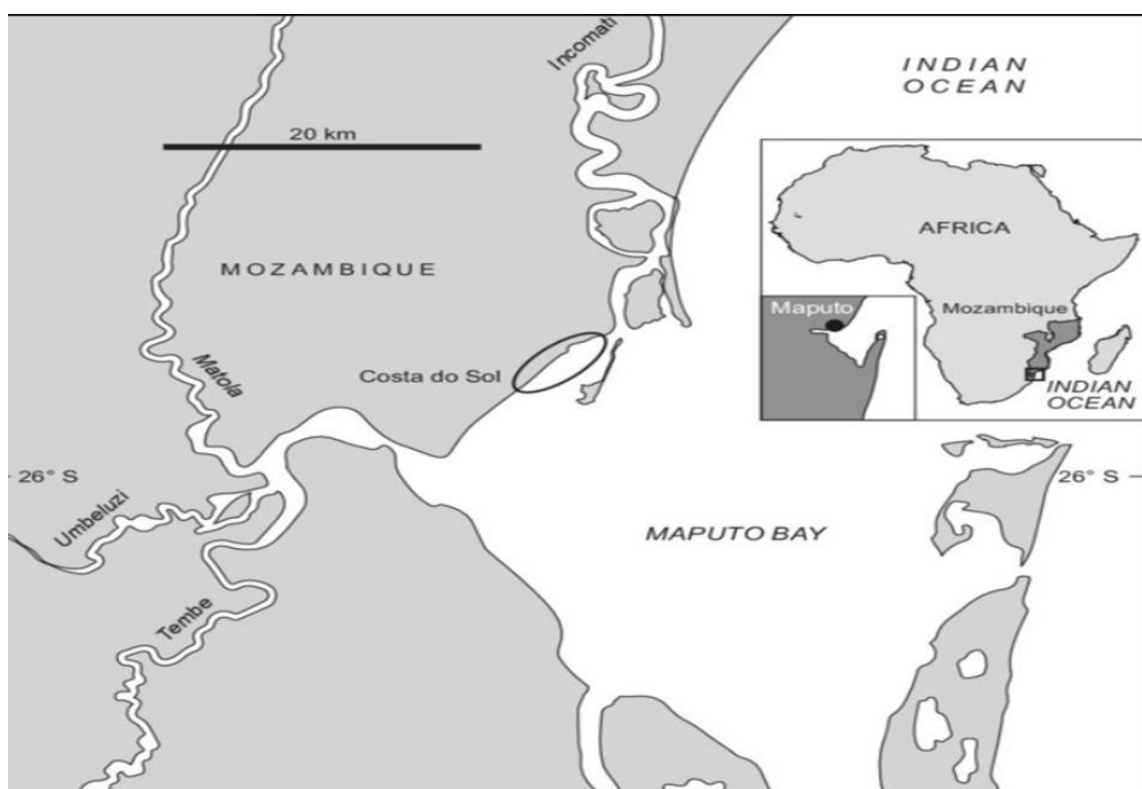 Incomati
INDIAN
OCEAN
20 km
AFRICA
MOZAMBIQUE
Maputo
Mozambique
Matola
Costa do Sol
INDIAN
OCEAN
26° S
26° S
Umbeluzi
MAPUTO BAY
Tembe